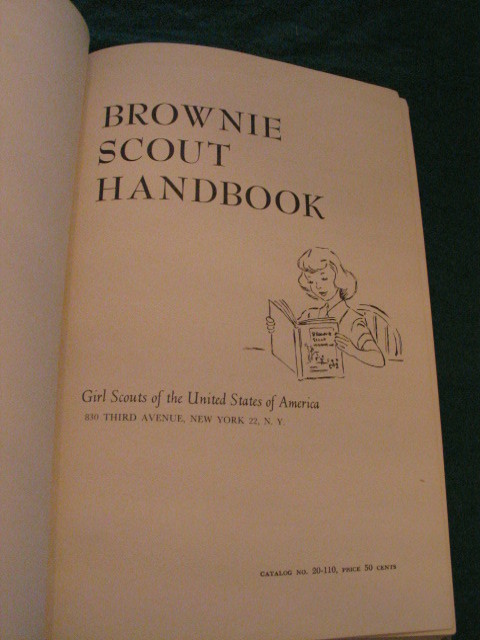 BROWNIE
SCOUT
HANDBOOK
Girl Scouts of the United States of America
830 THIRD AVENUE, NEW YORK 22, N. Y.
CATALOG NO. 20-110, PRICE 50 CENTS